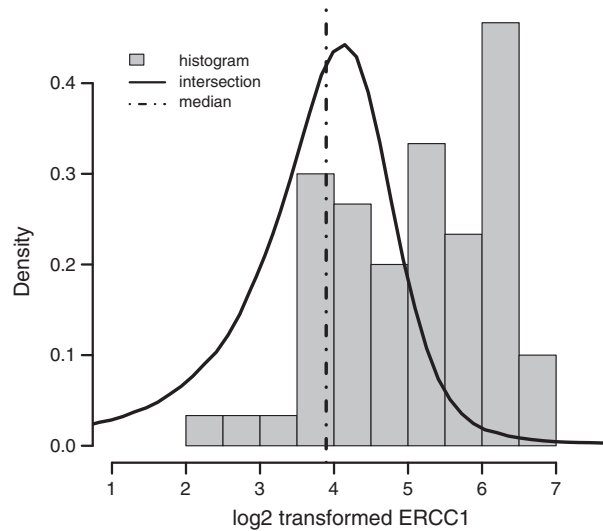 histogram
intersection
median
Density
0.4
0.3
0.2
0.1
0.0
1 2 3 4 5 6 7
log2 transformed ERCC1